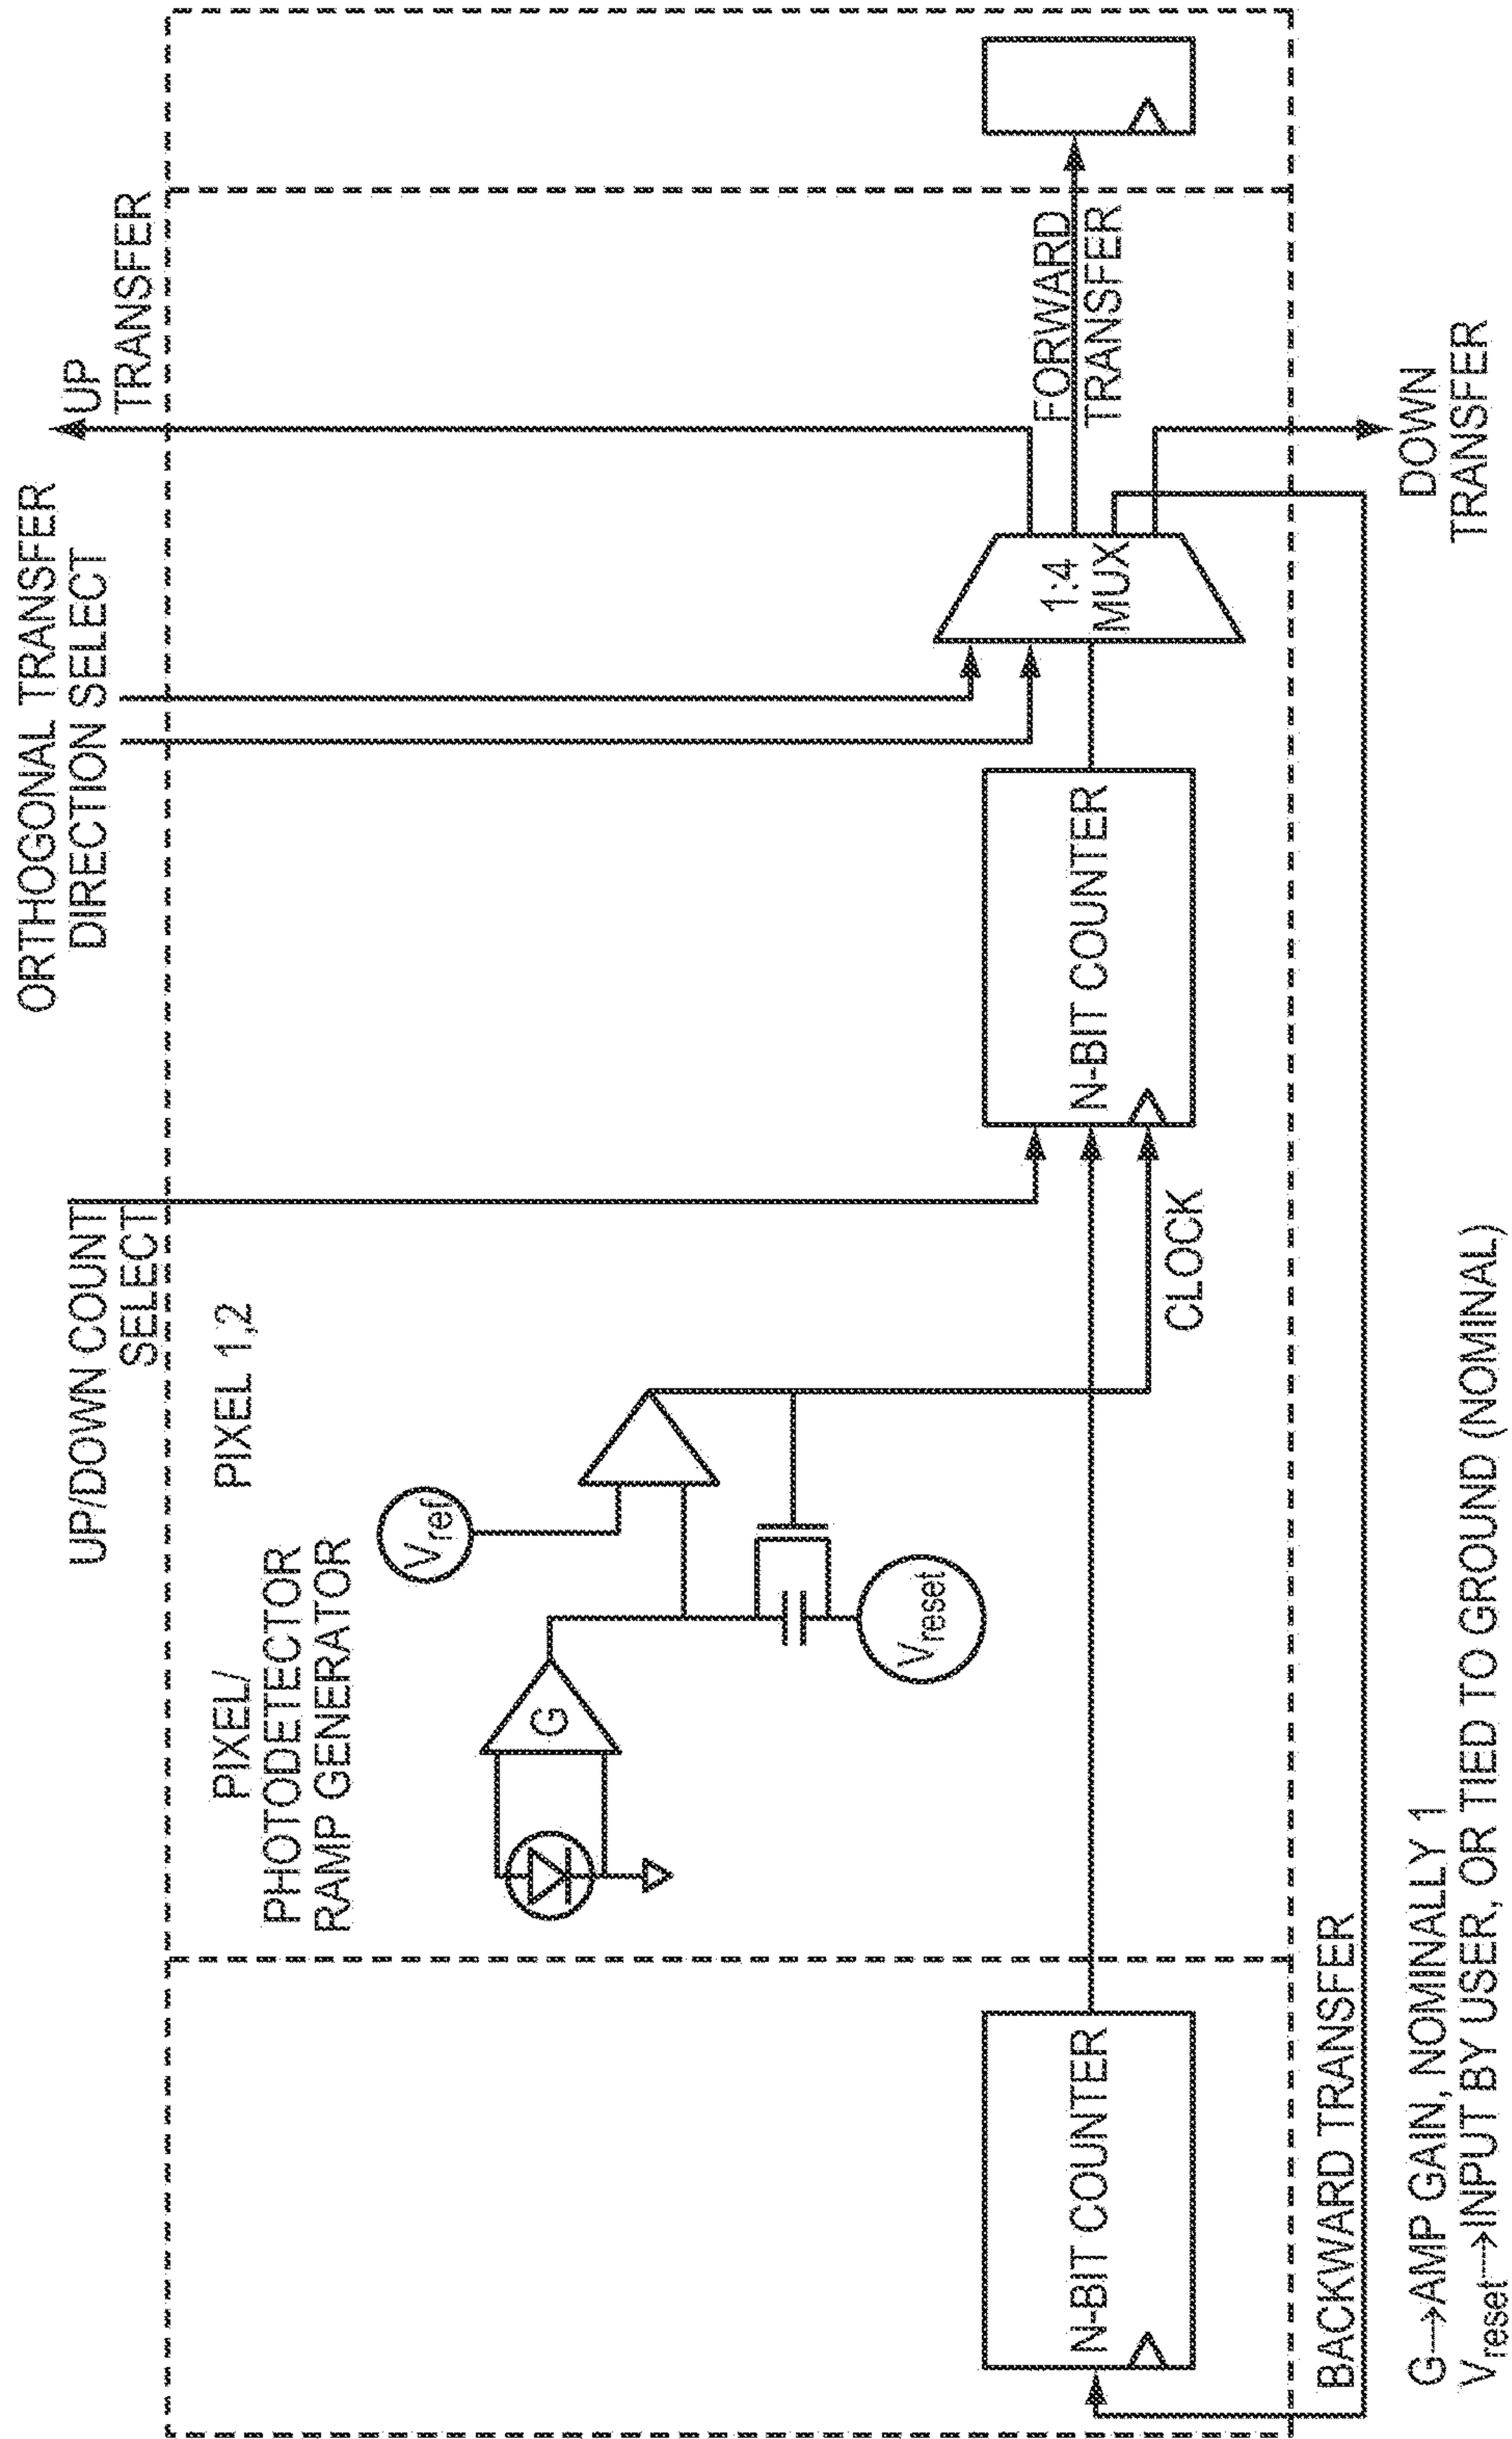 ORTHOGONAL TRANSFER
DIRECTION SELECT
UP
TRANSFER
UP/DOWN COUNT
SELECT
PIXEL/
PHOTODETECTOR
RAMP GENERATOR
PIXEL 1,2
Vref
G
Vreset
N-BIT COUNTER
CLOCK
N-BIT COUNTER
1:4
MUX
FORWARD
TRANSFER
BACKWARD TRANSFER
DOWN
TRANSFER
G→AMP GAIN, NOMINALLY 1
Vreset→INPUT BY USER, OR TIED TO GROUND (NOMINAL)